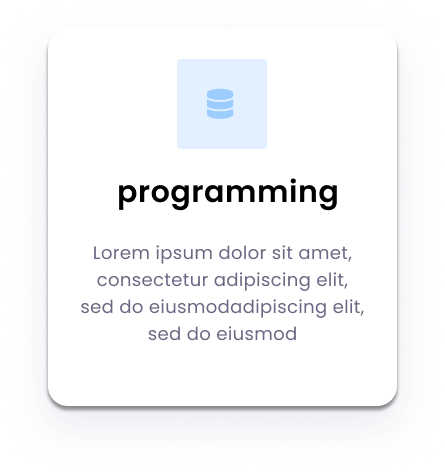 programming
Lorem ipsum dolor sit amet,
consectetur adipiscing elit,
sed do eiusmodadipiscing elit,
sed do eiusmod